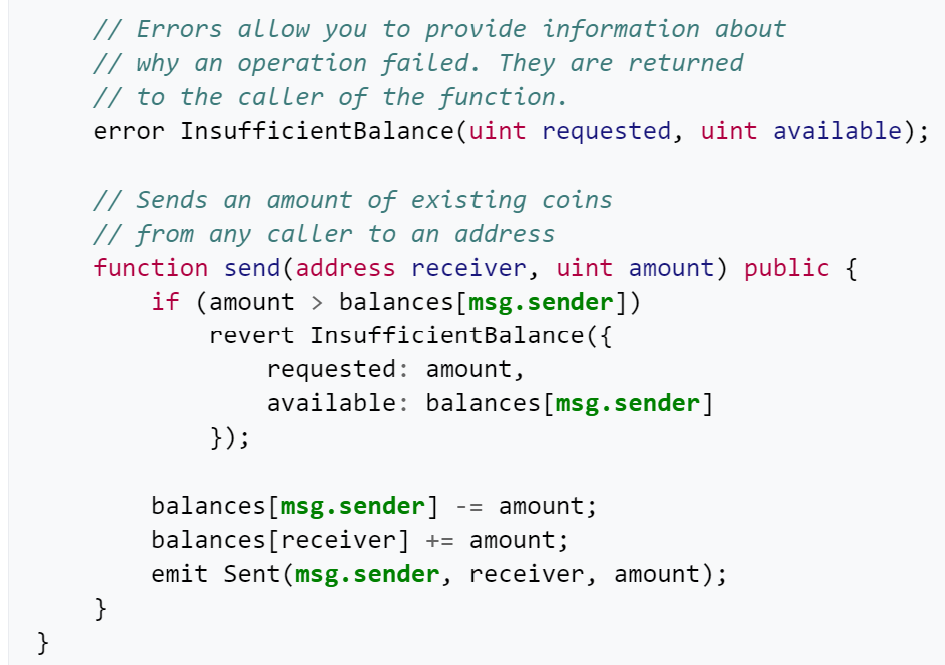 // Errors allow you to provide information about
// why an operation failed. They are returned
// to the caller of the function.
error InsufficientBalance(uint requested, uint available);

// Sends an amount of existing coins
// from any caller to an address
function send(address receiver, uint amount) public {
    if (amount > balances[msg.sender])
        revert InsufficientBalance({
            requested: amount,
            available: balances[msg.sender]
        });

    balances[msg.sender] -= amount;
    balances[receiver] += amount;
    emit Sent(msg.sender, receiver, amount);
}
}